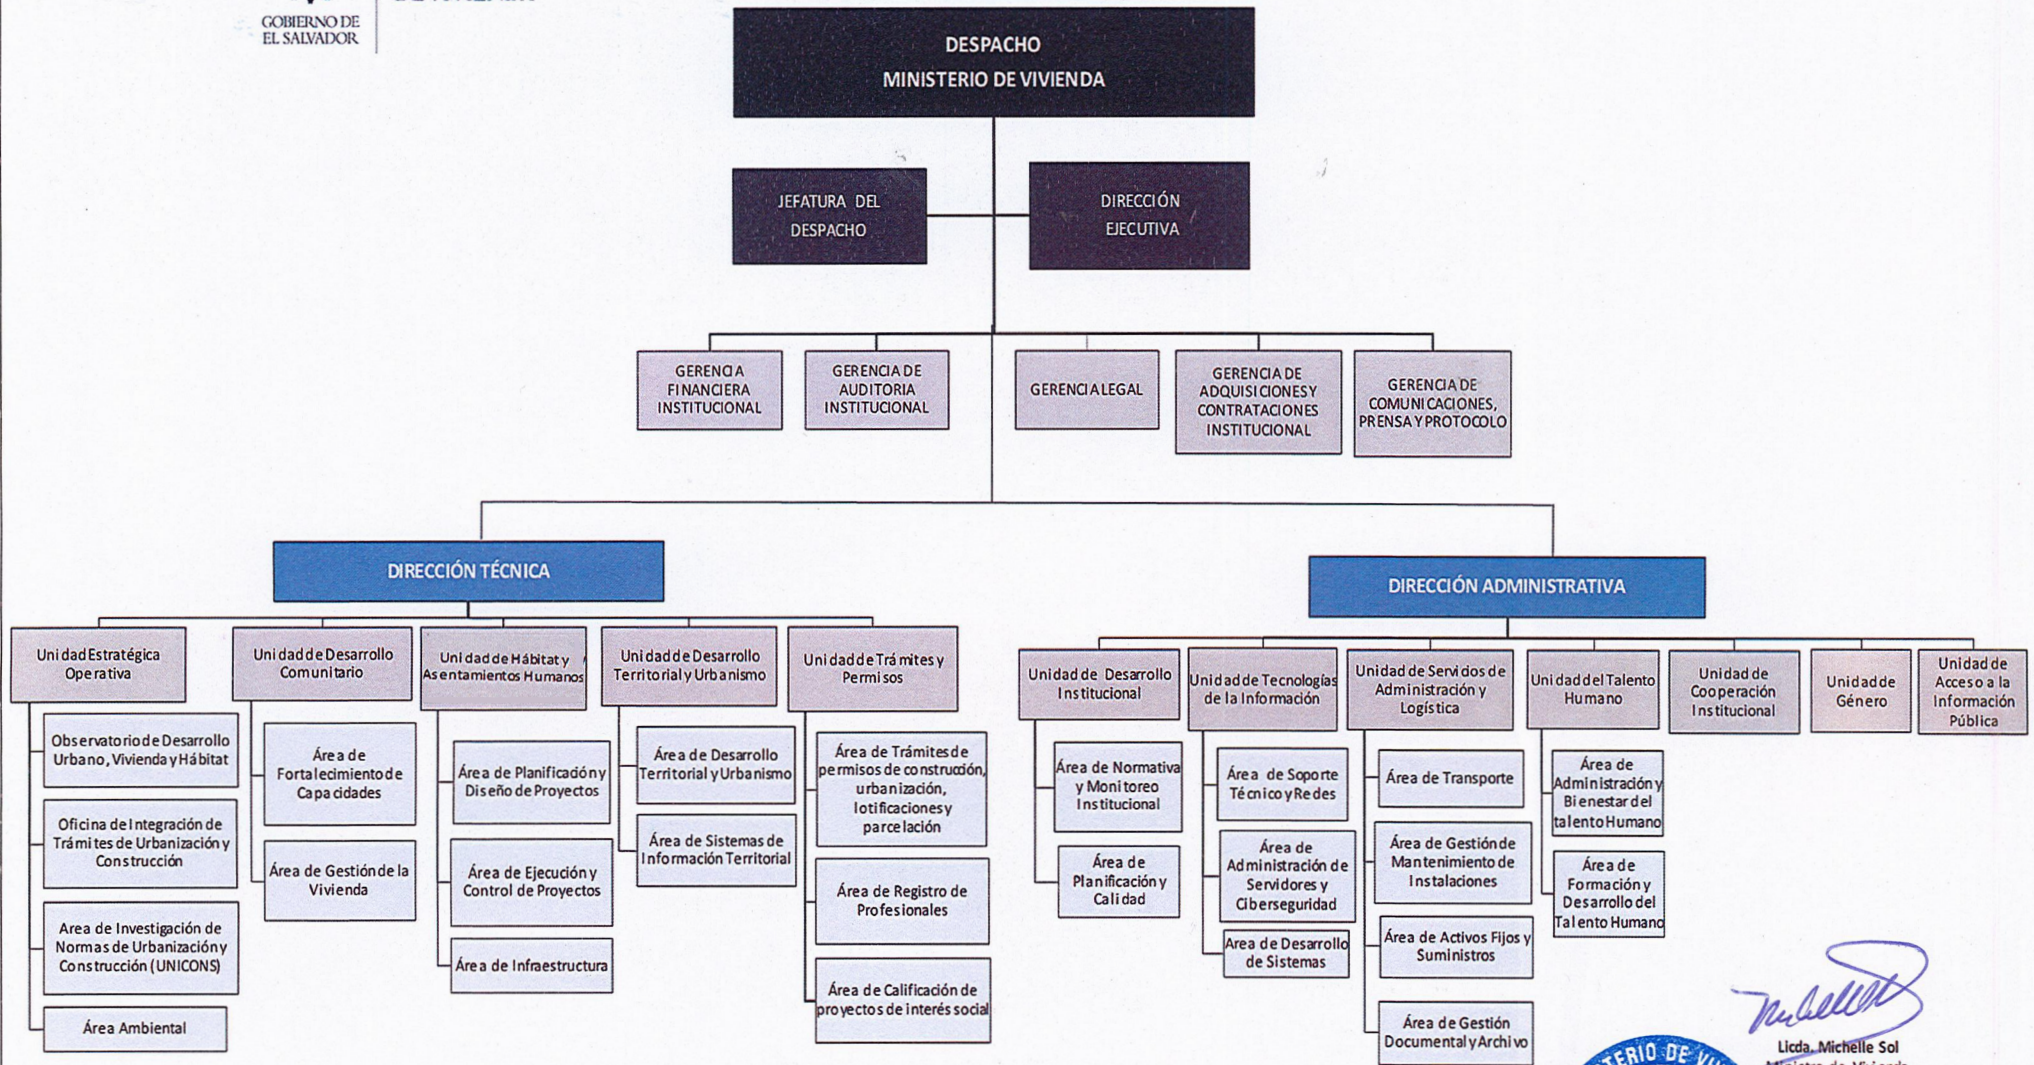 GOBIERNO DE
EL SALVADOR
DESPACHO
MINISTERIO DE VIVIENDA
JEFATURA DEL
DESPACHO
DIRECCIÓN
EJECUTIVA
GERENCIA
FINANCIERA
INSTITUCIONAL
GERENCIA DE
AUDITORIA
INSTITUCIONAL
GERENCIA LEGAL
GERENCIA DE
ADQUISICIONES Y
CONTRATACIONES
INSTITUCIONAL
GERENCIA DE
COMUNICACIONES,
PRENSA Y PROTOCOLO
DIRECCIÓN TÉCNICA
DIRECCIÓN ADMINISTRATIVA
Unidad Estratégica
Operativa
Observatorio de Desarrollo
Urbano, Vivienda y Hábitat
Oficina de Integración de
Trámites de Urbanización y
Construcción
Area de Investigación de
Normas de Urbanización y
Construcción (UNICONS)
Área Ambiental
Unidad de Desarrollo
Comunitario
Área de
Fortalecimiento de
Capacidades
Área de Gestión de la
Vivienda
Unidad de Hábitat y
Asentamientos Humanos
Área de Planificación y
Diseño de Proyectos
Área de Ejecución y
Control de Proyectos
Área de Infraestructura
Unidad de Desarrollo
Territorial y Urbanismo
Área de Desarrollo
Territorial y Urbanismo
Área de Sistemas de
Información Territorial
Unidad de Trámites y
Permisos
Área de Trámites de
permisos de construcción,
urbanización,
lotificaciones y
parcelación
Área de Registro de
Profesionales
Área de Calificación de
proyectos de interés social
Unidad de Desarrollo
Institucional
Área de Normativa
y Monitoreo
Institucional
Área de
Planificación y
Calidad
Unidad de Tecnologías
de la Información
Área de Soporte
Técnico y Redes
Área de
Administración de
Servidores y
Ciberseguridad
Area de Desarrollo
de Sistemas
Unidad de Servicios de
Administración y
Logística
Área de Transporte
Área de Gestión de
Mantenimiento de
Instalaciones
Área de Activos Fijos y
Suministros
Área de Gestión
Documental y Archivo
Unidad del Talento
Humano
Área de
Administración y
Bienestar del
talento Humano
Área de
Formación y
Desarrollo del
Talento Humano
Unidad de
Cooperación
Institucional
Unidad de
Género
Unidad de
Acceso a la
Información
Pública
Licda. Michelle Sol